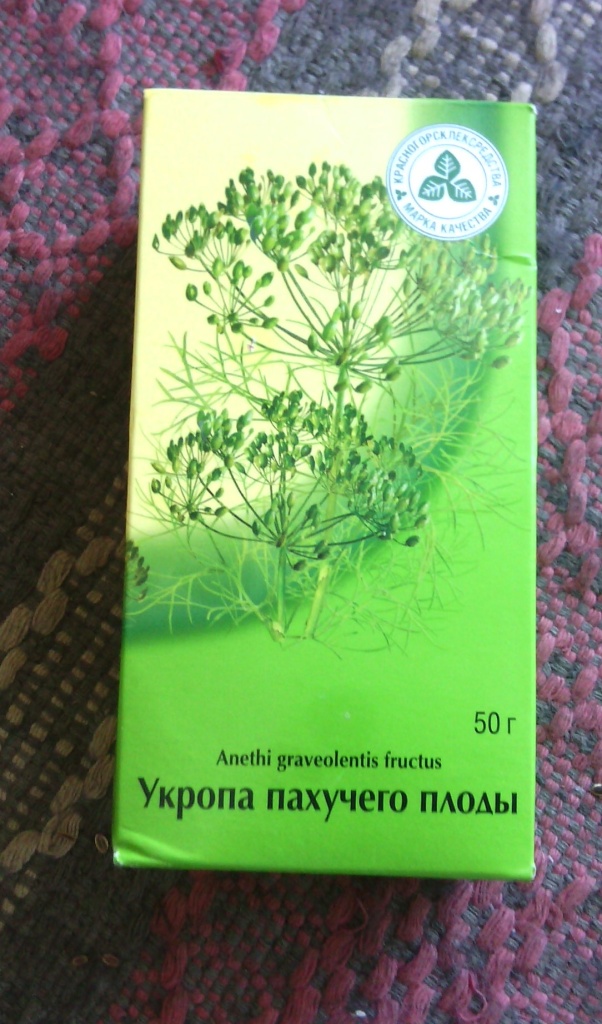 КРАСНОГОРСКЛЕКСРЕДСТВА
МАРКА КАЧЕСТВА
50 г
Anethi graveolentis fructus
Укропа пахучего плоды